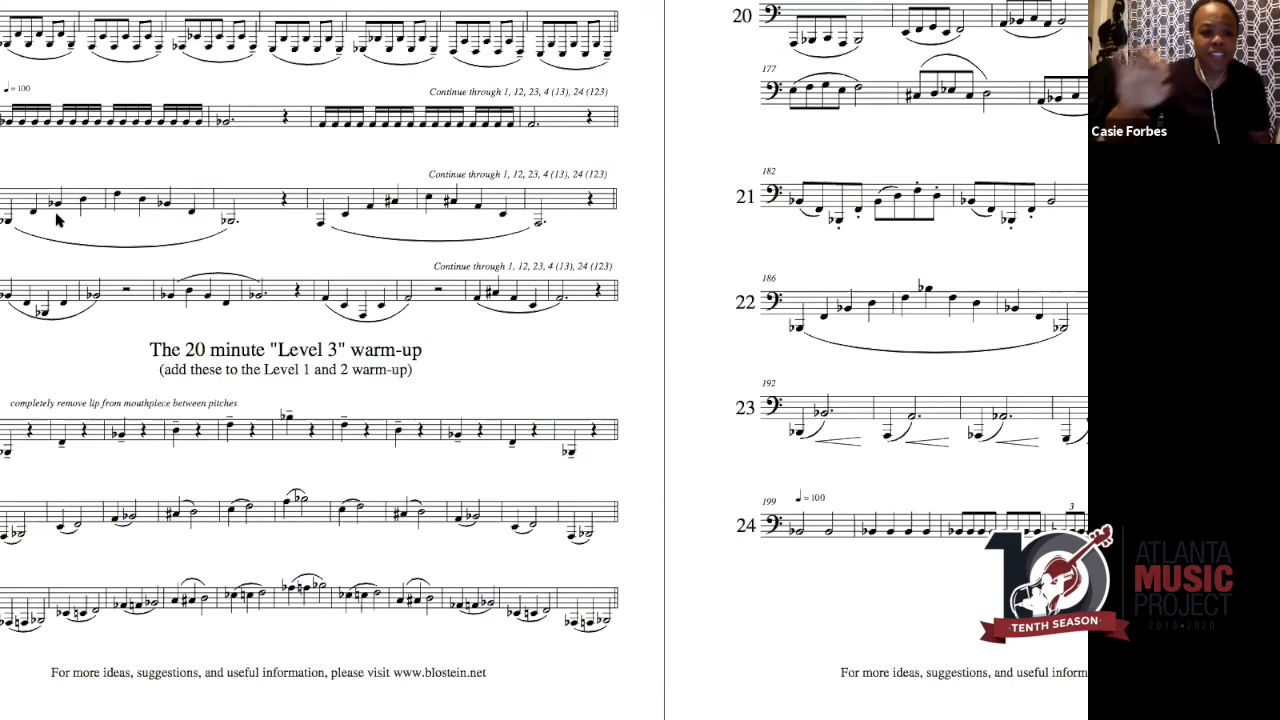 ♩= 100
Continue through 1, 12, 23, 4 (13), 24 (123)
Continue through 1, 12, 23, 4 (13), 24 (123)
Continue through 1, 12, 23, 4 (13), 24 (123)
The 20 minute "Level 3" warm-up
(add these to the Level 1 and 2 warm-up)
completely remove lip from mouthpiece between pitches
For more ideas, suggestions, and useful information, please visit www.blostein.net
20
177
182
21
186
22
192
23
199
♩= 100
24
3
For more ideas, suggestions, and useful inform
Casie Forbes
10
TENTH SEASON
ATLANTA
MUSIC
PROJECT
2010•2020